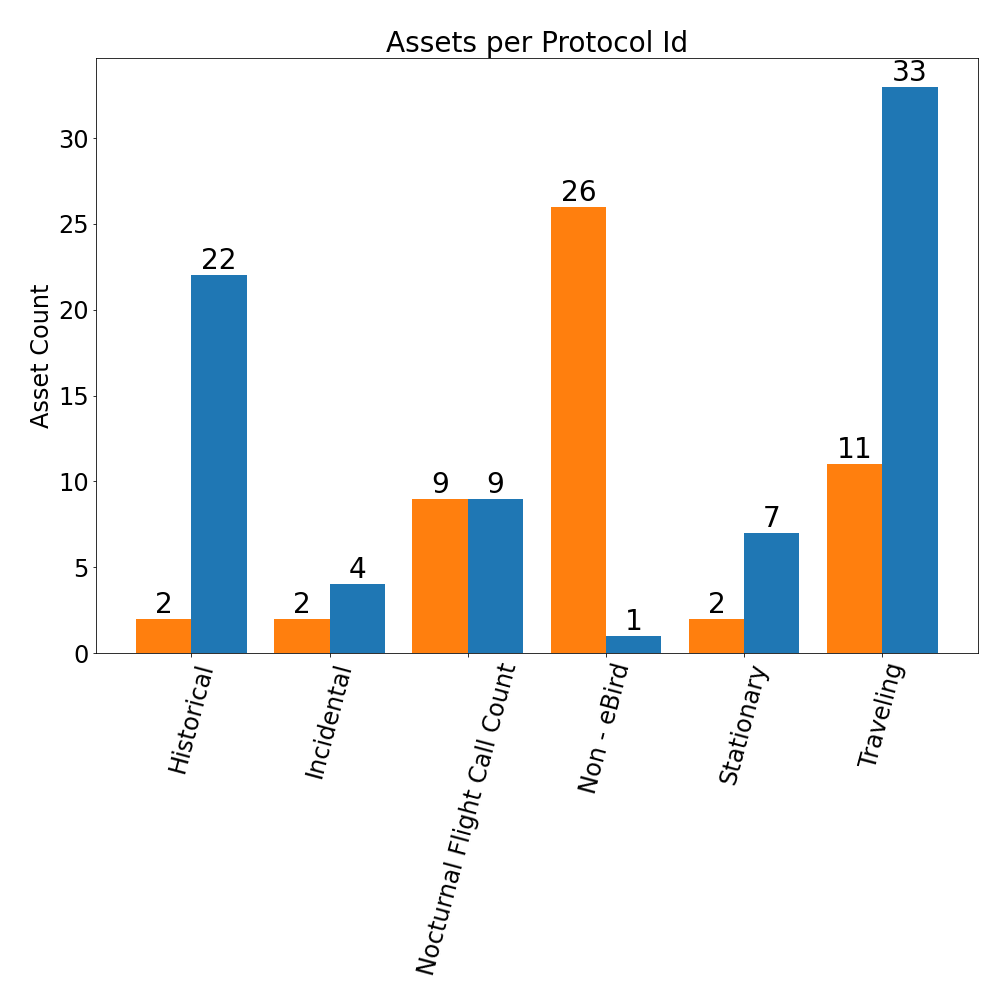 Assets per Protocol Id
Asset Count
30
25
20
15
10
5
0
2
22
2
4
9
9
26
1
2
7
11
33
Historical
Incidental
Nocturnal Flight Call Count
Non - eBird
Stationary
Traveling